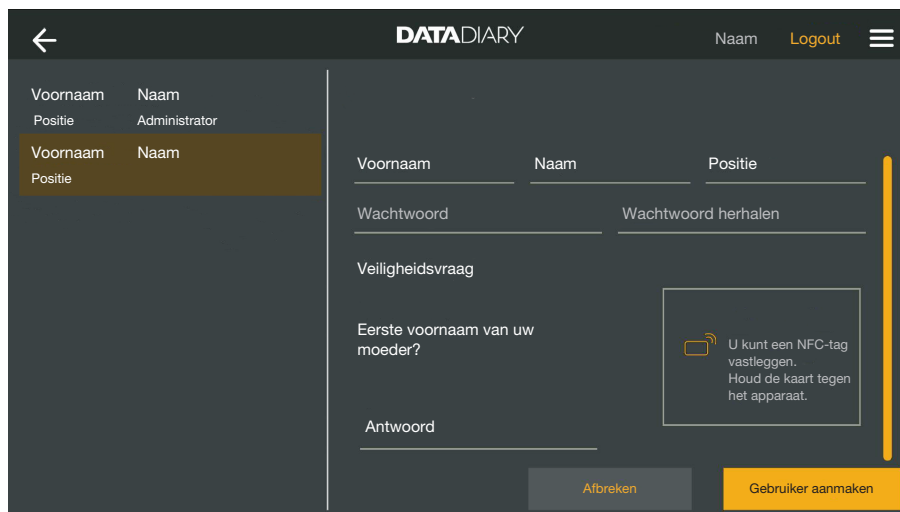 DATADIARY
Naam Logout
Voornaam Naam
Positie Administrator
Voornaam Naam
Positie
Voornaam Naam Positie
Wachtwoord Wachtwoord herhalen
Veiligheidsvraag
Eerste voornaam van uw
moeder?
U kunt een NFC-tag
vastleggen.
Houd de kaart tegen
het apparaat.
Antwoord
Afbreken Gebruiker aanmaken